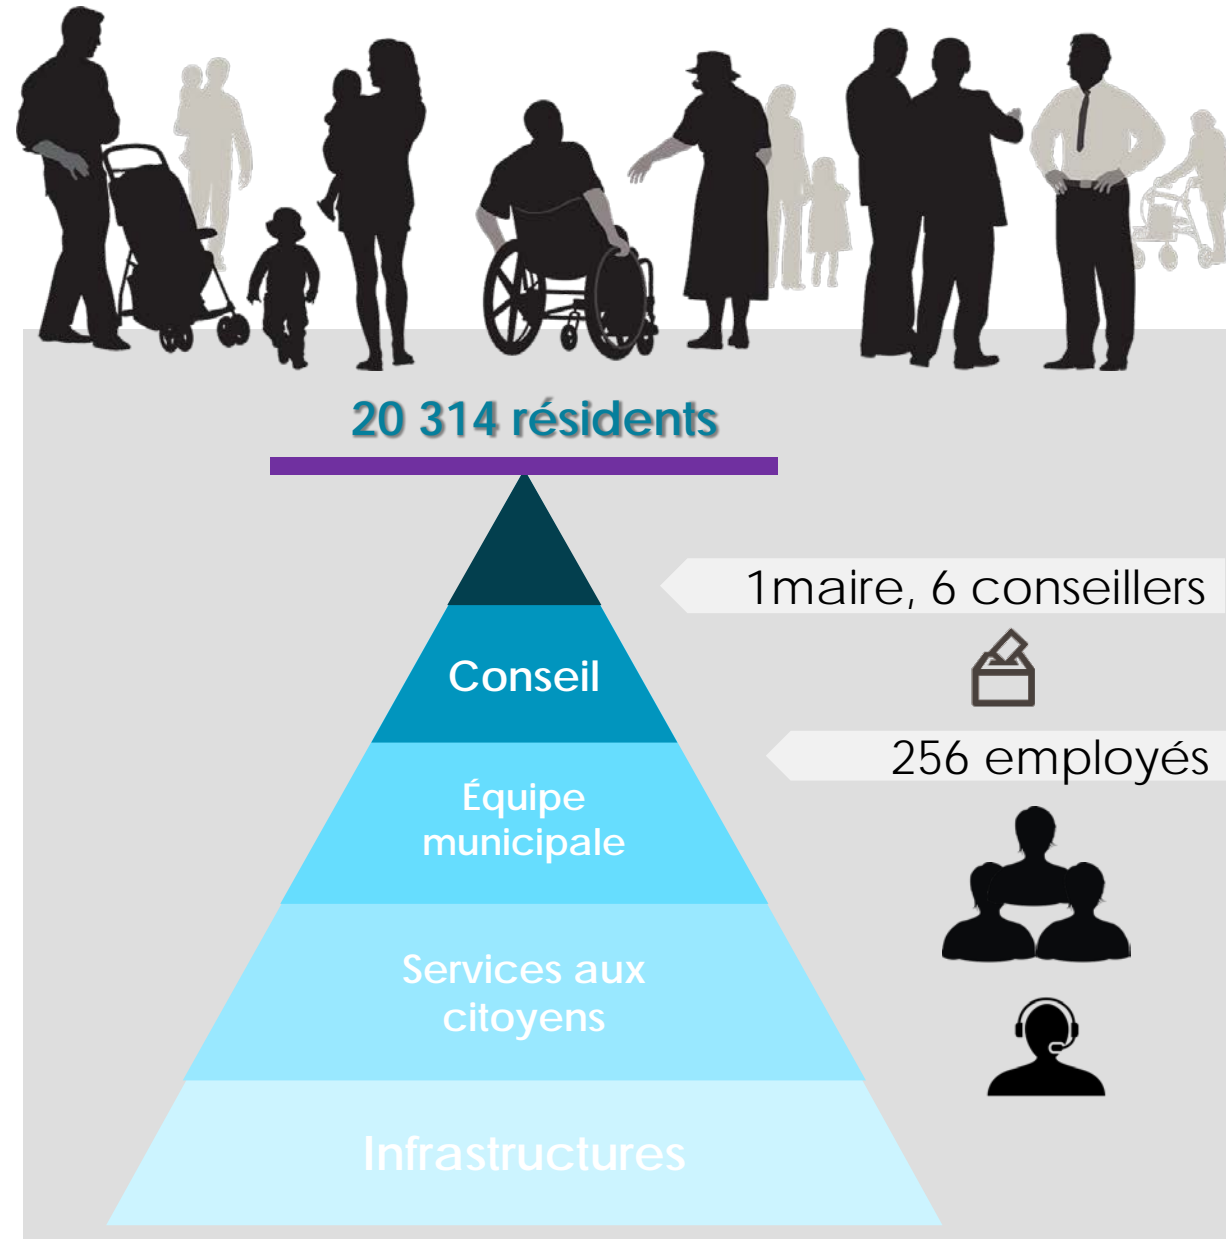 20 314 résidents
1maire, 6 conseillers
Conseil
256 employés
Équipe
municipale
Services aux
citoyens
Infrastructures